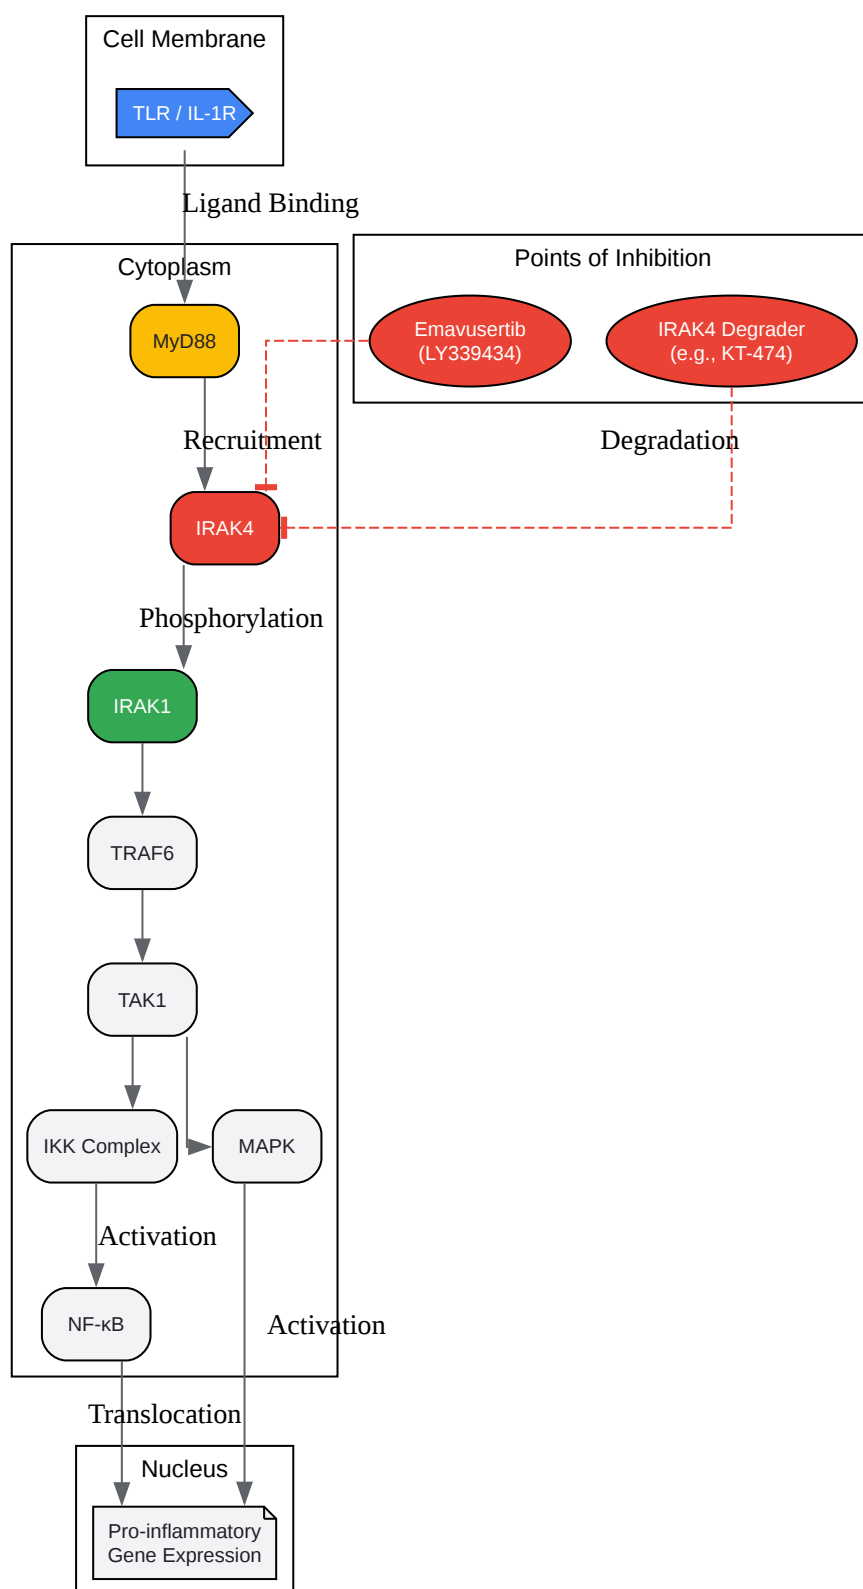 Cell Membrane
TLR / IL-1R
Ligand Binding
Cytoplasm
Points of Inhibition
MyD88
Emavusertib
(LY339434)
IRAK4 Degrader
(e.g., KT-474)
Recruitment
Degradation
IRAK4
Phosphorylation
IRAK1
TRAF6
TAK1
IKK Complex
MAPK
Activation
NF-κB
Activation
Translocation
Nucleus
Pro-inflammatory
Gene Expression